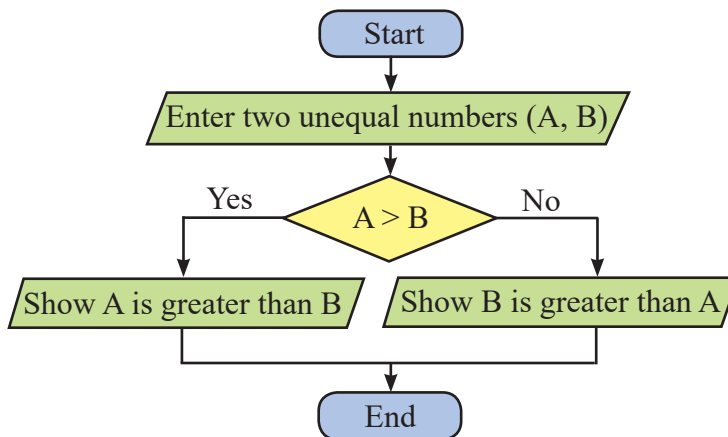 Start
Enter two unequal numbers (A, B)
A > B
Yes
No
Show A is greater than B
Show B is greater than A
End